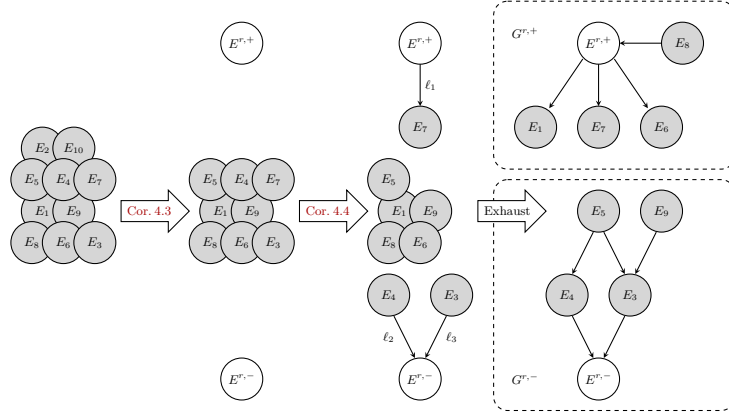 E^{r,+}
E^{r,+}
G^{r,+}
E^{r,+}
E_8
ℓ_1
E_7
E_1
E_7
E_6
E_2
E_{10}
E_5
E_4
E_7
E_1
E_9
E_8
E_6
E_3
Cor. 4.3
E_5
E_4
E_7
E_1
E_9
E_8
E_6
E_3
Cor. 4.4
E_5
E_1
E_9
E_8
E_6
Exhaust
E_5
E_9
E_4
E_3
E_4
E_3
ℓ_2
ℓ_3
E^{r,-}
E^{r,-}
G^{r,-}
E^{r,-}